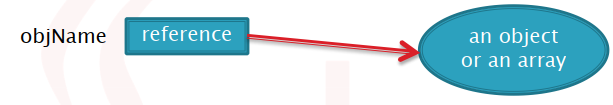 objName
reference
an object
or an array